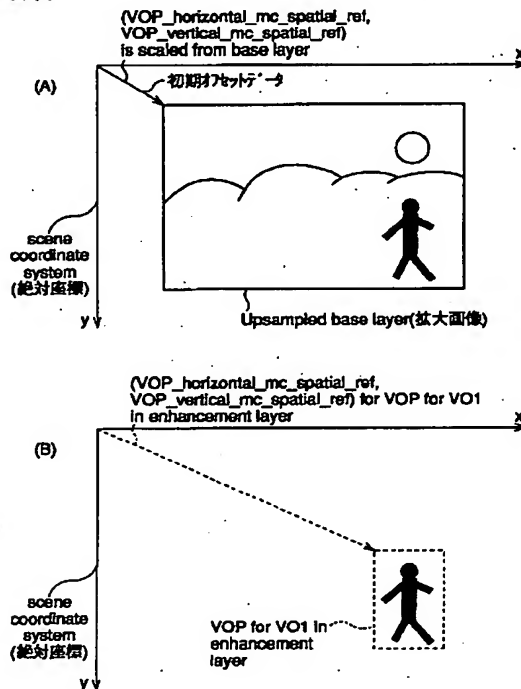 (VOP_horizontal_mc_spatial_ref,
VOP_vertical_mc_spatial_ref)
is scaled from base layer
x
(A)
初期オフセットデータ
scene
coordinate
system
(絶対座標)
y
Upsampled base layer(拡大画像)
(VOP_horizontal_mc_spatial_ref,
VOP_vertical_mc_spatial_ref) for VOP for VO1
in enhancement layer
x
(B)
scene
coordinate
system
(絶対座標)
y
VOP for VO1 in
enhancement
layer